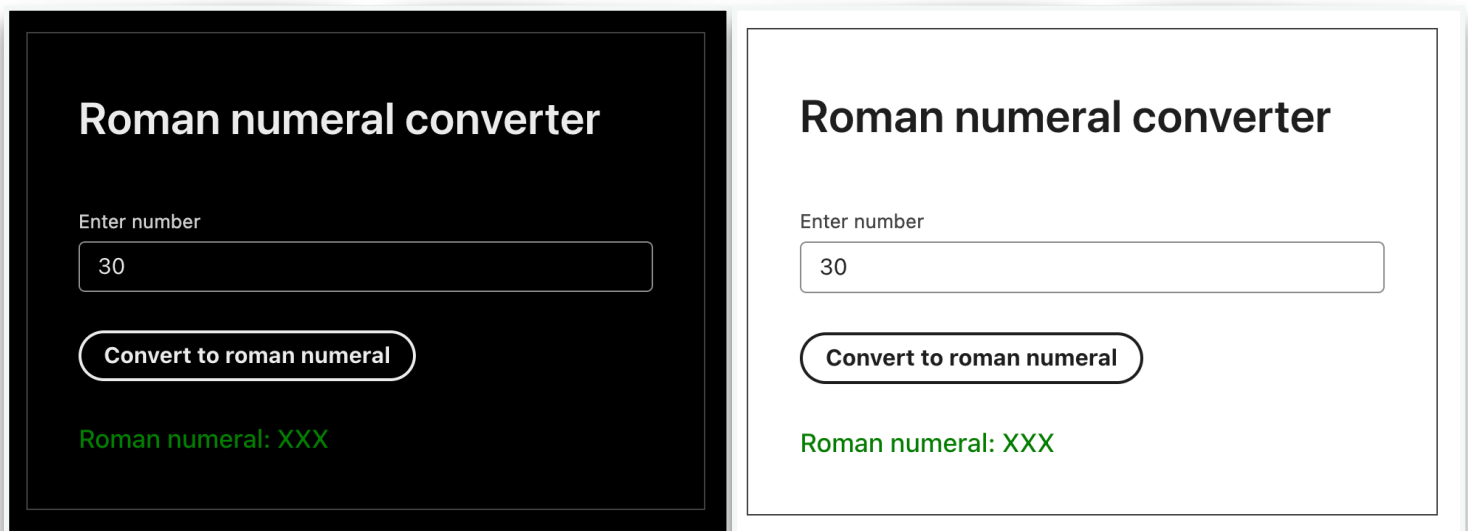 Roman numeral converter
Enter number
30
Convert to roman numeral
Roman numeral: XXX
Roman numeral converter
Enter number
30
Convert to roman numeral
Roman numeral: XXX